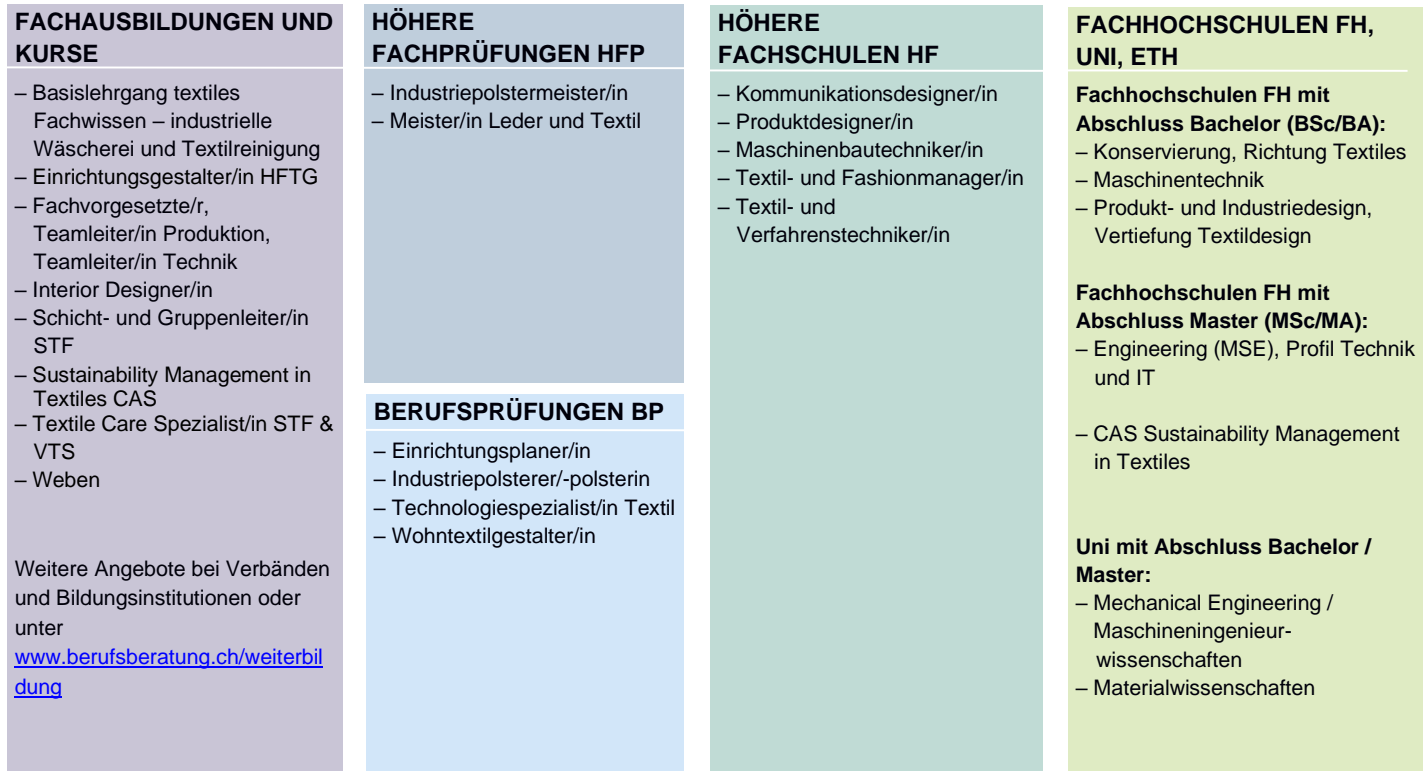 FACHAUSBILDUNGEN UND
KURSE
– Basislehrgang textiles
Fachwissen – industrielle
Wäscherei und Textilreinigung
– Einrichtungsgestalter/in HFTG
– Fachvorgesetzte/r,
Teamleiter/in Produktion,
Teamleiter/in Technik
– Interior Designer/in
– Schicht- und Gruppenleiter/in
STF
– Sustainability Management in
Textiles CAS
– Textile Care Spezialist/in STF &
VTS
– Weben
Weitere Angebote bei Verbänden
und Bildungsinstitutionen oder
unter
www.berufsberatung.ch/weiterbil
dung
HÖHERE
FACHPRÜFUNGEN HFP
– Industriepolstermeister/in
– Meister/in Leder und Textil
BERUFSPRÜFUNGEN BP
– Einrichtungsplaner/in
– Industriepolsterer/-polsterin
– Technologiespezialist/in Textil
– Wohntextilgestalter/in
HÖHERE
FACHSCHULEN HF
– Kommunikationsdesigner/in
– Produktdesigner/in
– Maschinenbautechniker/in
– Textil- und Fashionmanager/in
– Textil- und
Verfahrenstechniker/in
FACHHOCHSCHULEN FH,
UNI, ETH
Fachhochschulen FH mit
Abschluss Bachelor (BSc/BA):
– Konservierung, Richtung Textiles
– Maschinentechnik
– Produkt- und Industriedesign,
Vertiefung Textildesign
Fachhochschulen FH mit
Abschluss Master (MSc/MA):
– Engineering (MSE), Profil Technik
und IT
– CAS Sustainability Management
in Textiles
Uni mit Abschluss Bachelor /
Master:
– Mechanical Engineering /
Maschineningenieur-
wissenschaften
– Materialwissenschaften